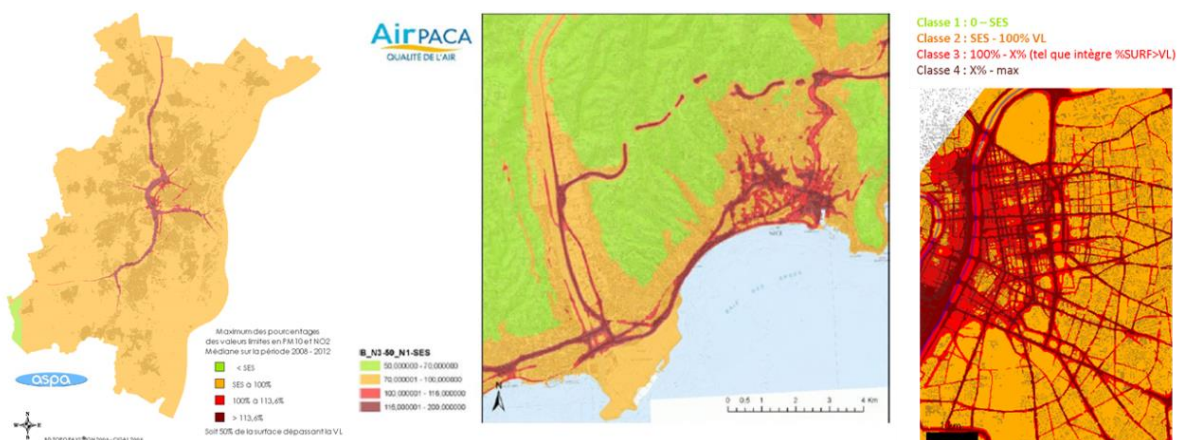 Maximum des pourcentages
des valeurs limites en PM10 et NO2
Médiane sur la période 2008 - 2012
< SES
SES à 100%
100% à 113,6%
> 113,6%
Soit 50% de la surface dépassant la VL
aspa
Air PACA
QUALITÉ DE L'AIR
IB_N3-50_N1-SES
50,000000 - 70,000000
70,000001 - 100,000000
100,000001 - 116,000000
116,000001 - 200,000000
N
0 0.5 1 2 3 4 Km
Classe 1 : 0 – SES
Classe 2 : SES - 100% VL
Classe 3 : 100% - X% (tel que intègre %SURF>VL)
Classe 4 : X% - max